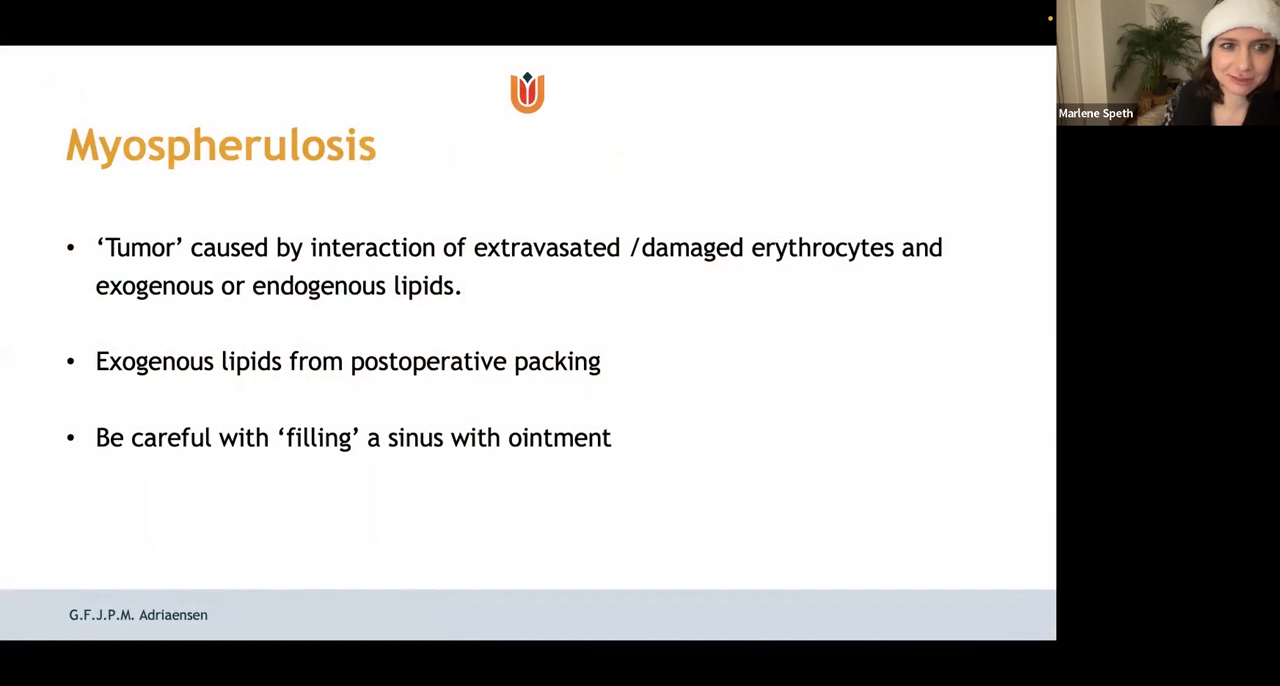 Myospherulosis
• ‘Tumor’ caused by interaction of extravasated /damaged erythrocytes and
exogenous or endogenous lipids.
• Exogenous lipids from postoperative packing
• Be careful with ‘filling’ a sinus with ointment
G.F.J.P.M. Adriaensen
Marlene Speth